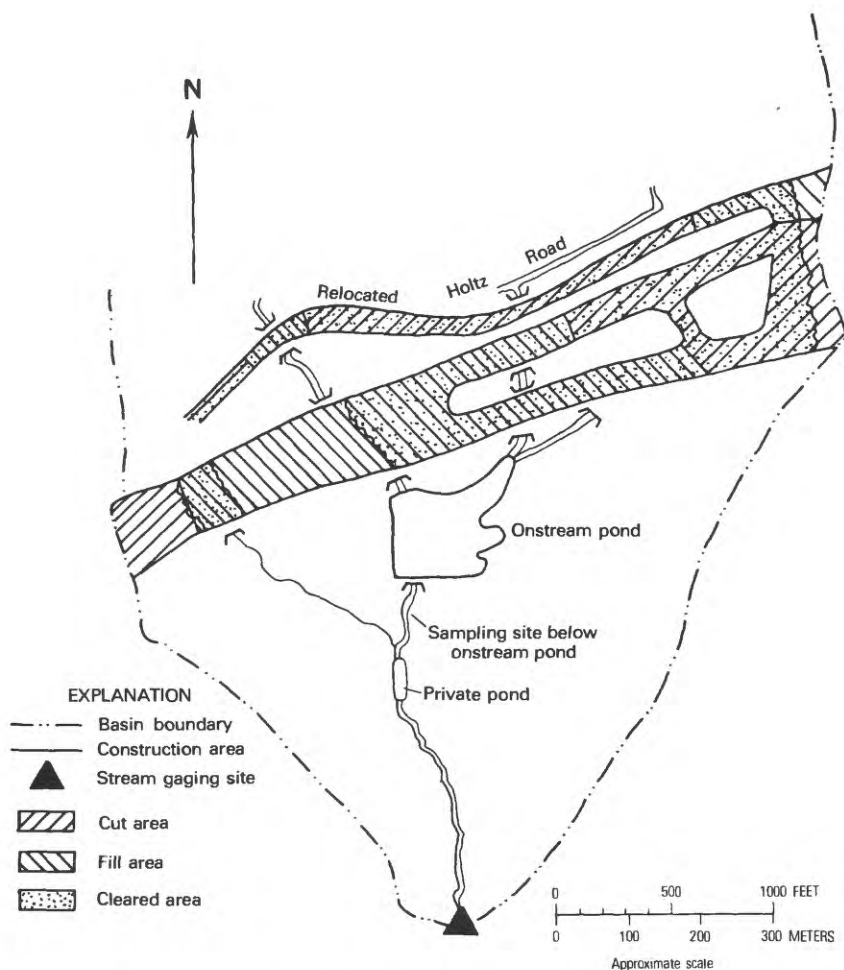 N
Road
Holtz
Relocated
Onstream pond
Sampling site below
onstream pond
Private pond
EXPLANATION
Basin boundary
Construction area
Stream gaging site
Cut area
Fill area
Cleared area
0 500 1000 FEET
0 100 200 300 METERS
Approximate scale